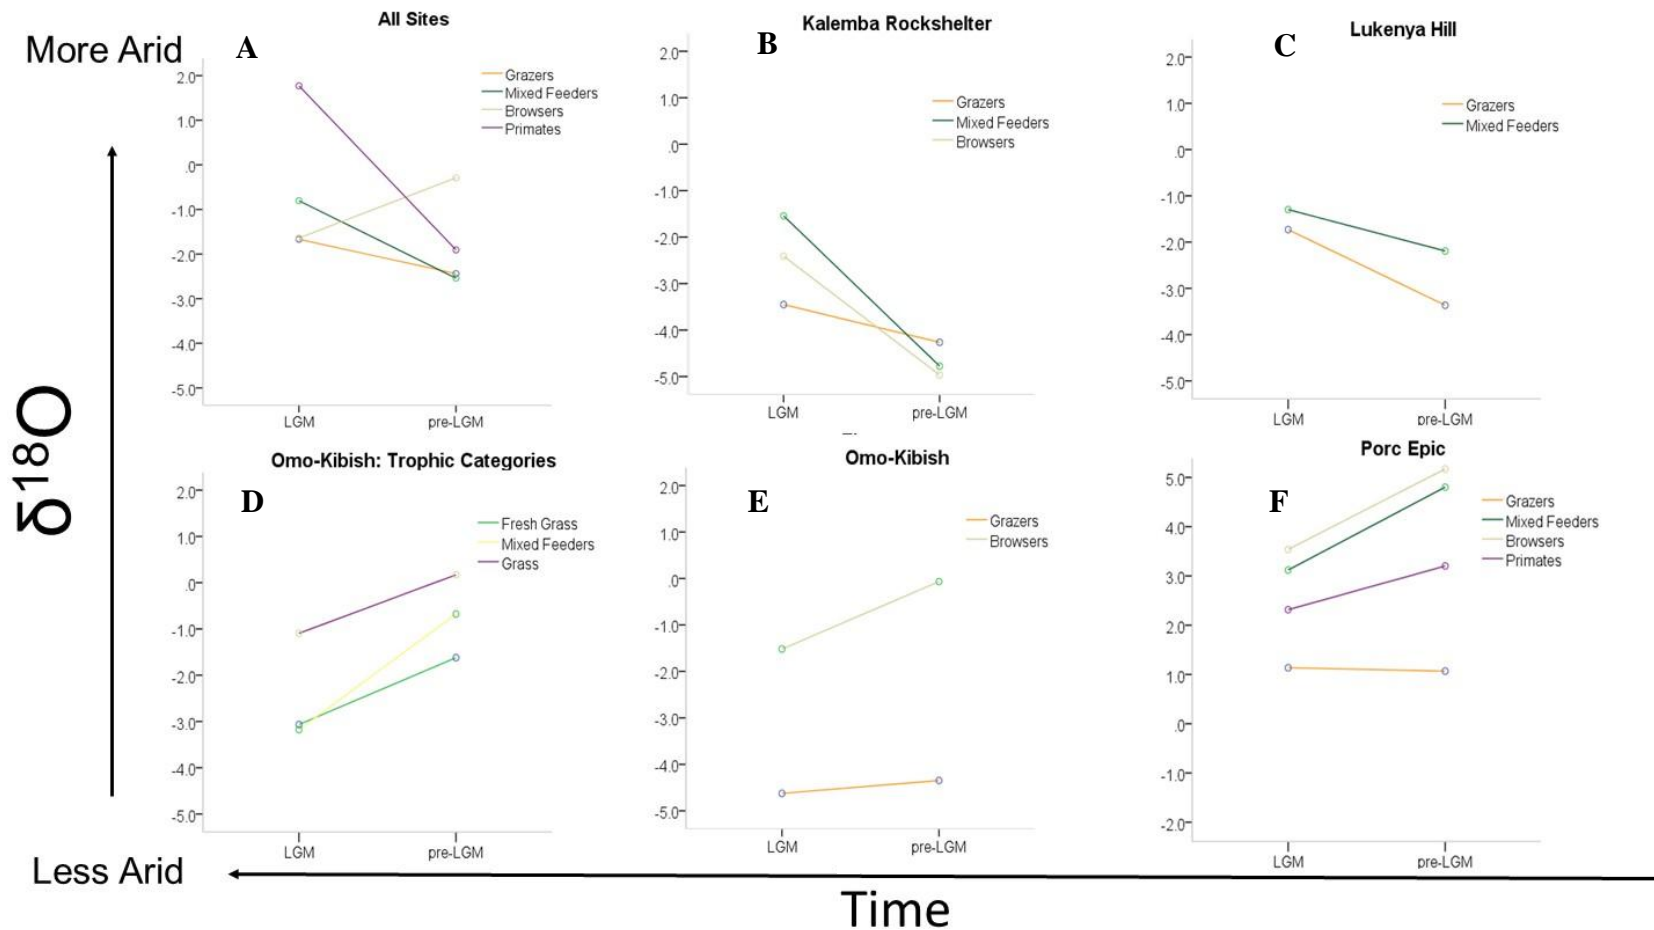 More Arid
Less Arid
δ18O
Time
All Sites
A
2.0
1.0
.0
-1.0
-2.0
-3.0
-4.0
-5.0
Grazers
Mixed Feeders
Browsers
Primates
LGM pre-LGM
Kalemba Rockshelter
B
2.0
1.0
.0
-1.0
-2.0
-3.0
-4.0
-5.0
Grazers
Mixed Feeders
Browsers
LGM pre-LGM
Lukenya Hill
C
2.0
1.0
.0
-1.0
-2.0
-3.0
-4.0
-5.0
Grazers
Mixed Feeders
LGM pre-LGM
Omo-Kibish: Trophic Categories
D
2.0
1.0
.0
-1.0
-2.0
-3.0
-4.0
-5.0
Fresh Grass
Mixed Feeders
Grass
LGM pre-LGM
Omo-Kibish
E
2.0
1.0
.0
-1.0
-2.0
-3.0
-4.0
-5.0
Grazers
Browsers
LGM pre-LGM
Porc Epic
F
5.0
4.0
3.0
2.0
1.0
.0
-1.0
-2.0
Grazers
Mixed Feeders
Browsers
Primates
LGM pre-LGM